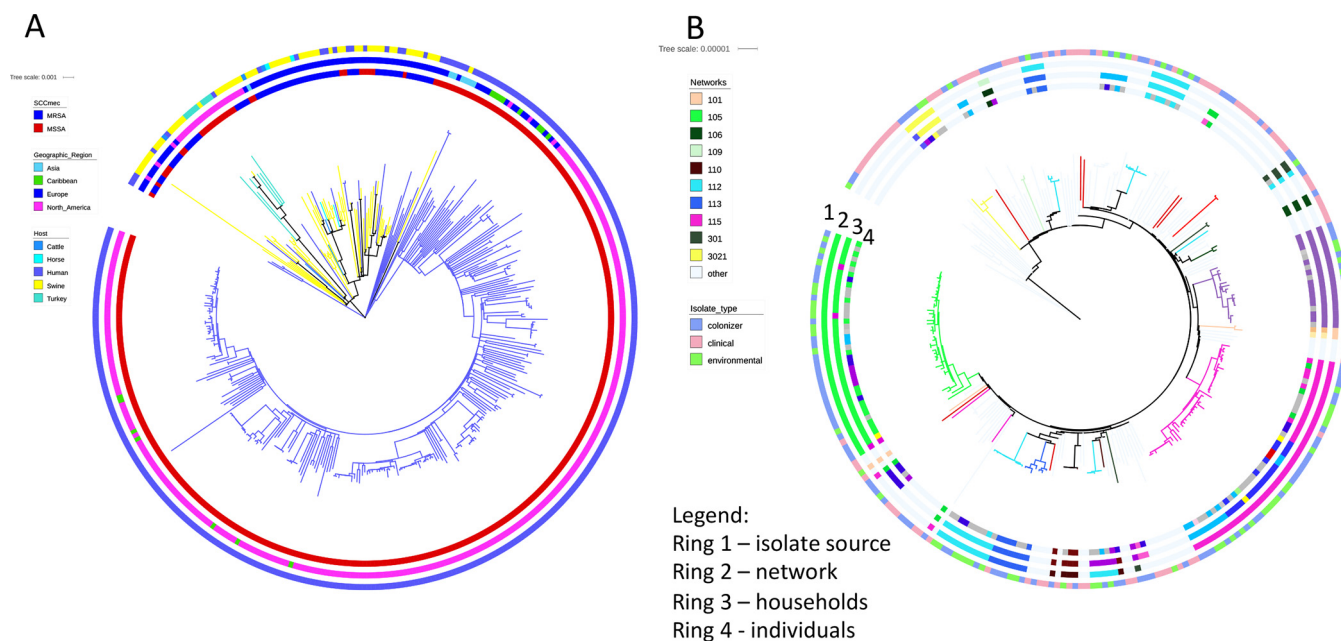 A
Tree scale: 0.001
SCCmec
MRSA
MSSA
Geographic_Region
Asia
Caribbean
Europe
North_America
Host
Cattle
Horse
Human
Swine
Turkey
B
Tree scale: 0.00001
Networks
101
105
106
109
110
112
113
115
301
3021
other
Isolate_type
colonizer
clinical
environmental
1
2
3
4
Legend:
Ring 1 – isolate source
Ring 2 – network
Ring 3 – households
Ring 4 - individuals